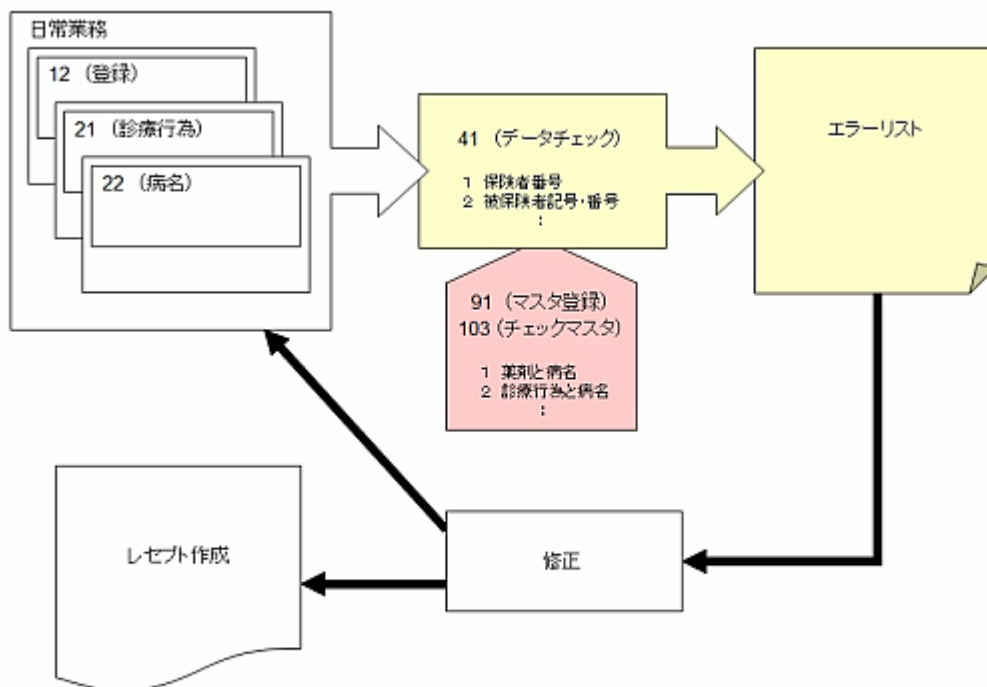 日常業務
12 (登録)
21 (診療行為)
22 (病名)
41 (データチェック)
1 保険者番号
2 被保険者記号・番号
:
エラーリスト
91 (マスタ登録)
103 (チェックマスタ)
1 薬剤と病名
2 診療行為と病名
:
レセプト作成
修正